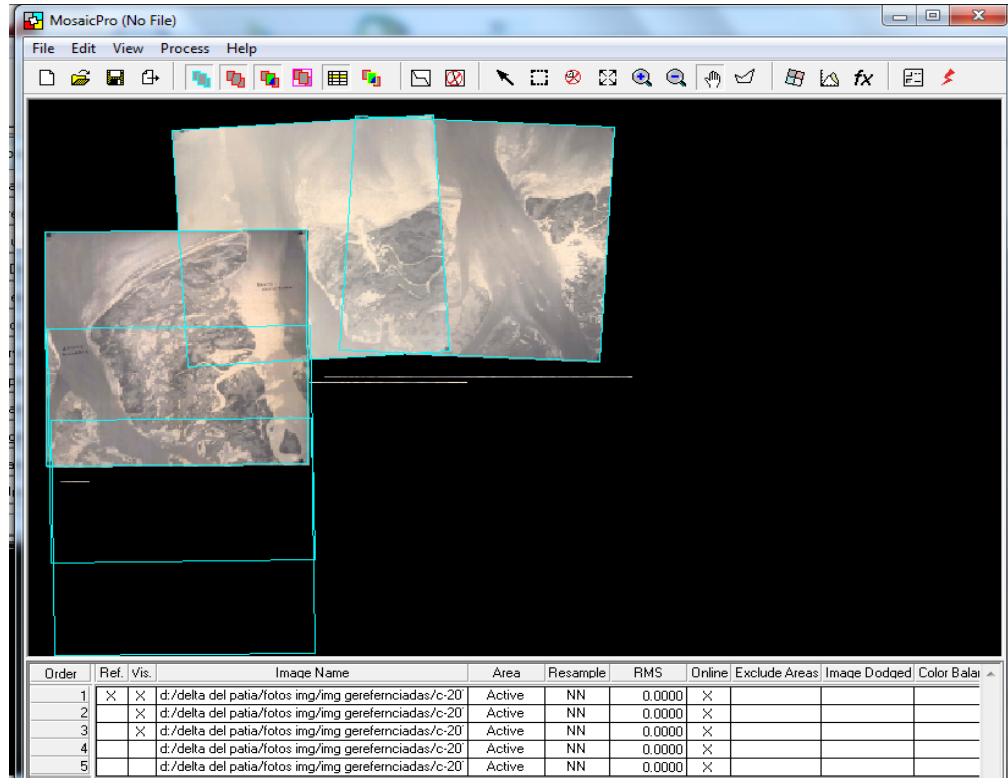 MosaicPro (No File)
File Edit View Process Help
fx
Order Ref. Vis. Image Name Area Resample RMS Online Exclude Areas Image Dodged Color Balar
1 X X d:/delta del patia/fotos img/img gerefernciadas/c-20 Active NN 0.0000 X
2 X d:/delta del patia/fotos img/img gerefernciadas/c-20 Active NN 0.0000 X
3 X d:/delta del patia/fotos img/img gerefernciadas/c-20 Active NN 0.0000 X
4 d:/delta del patia/fotos img/img gerefernciadas/c-20 Active NN 0.0000 X
5 d:/delta del patia/fotos img/img gerefernciadas/c-20 Active NN 0.0000 X